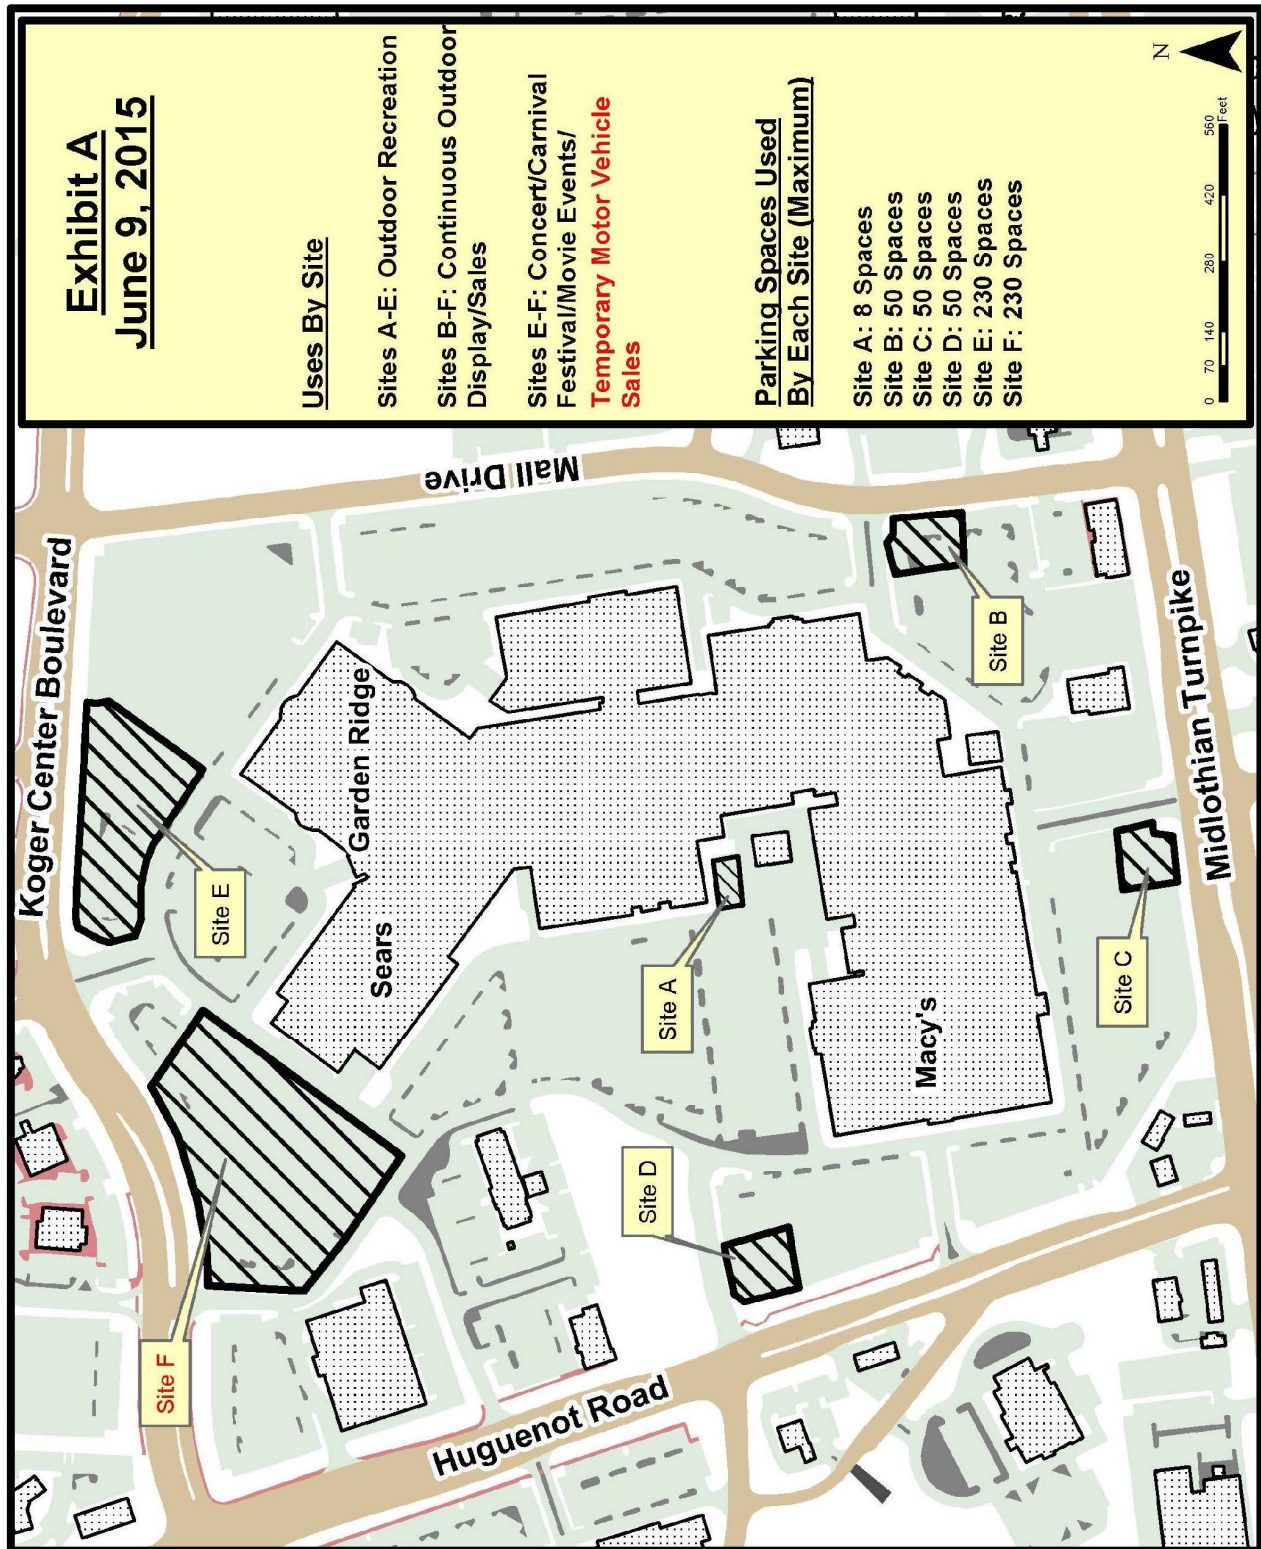 Exhibit A
June 9, 2015
Uses By Site
Sites A-E: Outdoor Recreation
Sites B-F: Continuous Outdoor
Display/Sales
Sites E-F: Concert/Carnival
Festival/Movie Events/
Temporary Motor Vehicle
Sales
Parking Spaces Used
By Each Site (Maximum)
Site A: 8 Spaces
Site B: 50 Spaces
Site C: 50 Spaces
Site D: 50 Spaces
Site E: 230 Spaces
Site F: 230 Spaces
N
0 70 140 280 420 560
Feet
Koger Center Boulevard
Mall Drive
Site E
Garden Ridge
Sears
Site F
Site A
Site B
Macy's
Site D
Site C
Huguenot Road
Midlothian Turnpike